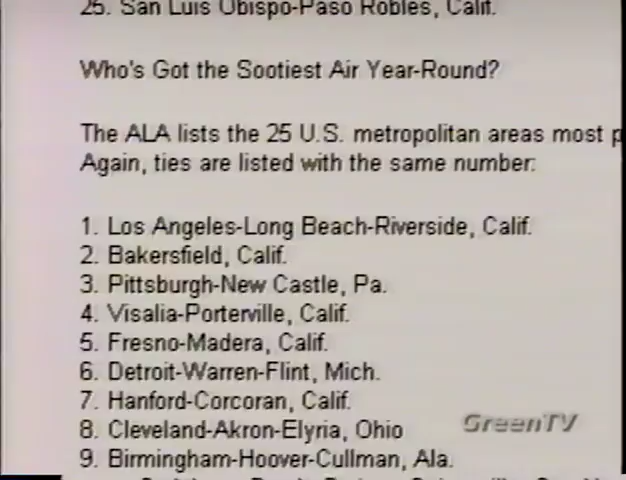 25. San Luis Obispo-Paso Robles, Calif.
Who's Got the Sootiest Air Year-Round?
The ALA lists the 25 U.S. metropolitan areas most p
Again, ties are listed with the same number:
1. Los Angeles-Long Beach-Riverside, Calif.
2. Bakersfield, Calif.
3. Pittsburgh-New Castle, Pa.
4. Visalia-Porterville, Calif.
5. Fresno-Madera, Calif.
6. Detroit-Warren-Flint, Mich.
7. Hanford-Corcoran, Calif.
8. Cleveland-Akron-Elyria, Ohio
GreenTV
9. Birmingham-Hoover-Cullman, Ala.